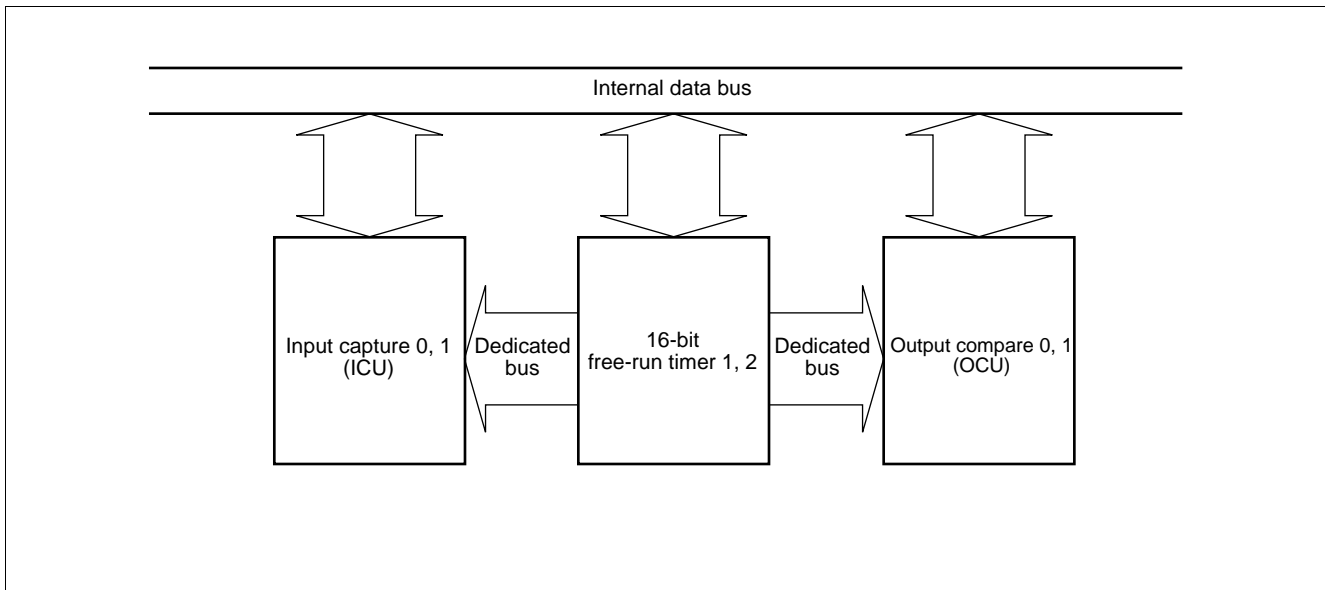 Internal data bus
Input capture 0, 1
(ICU)
Dedicated
bus
16-bit
free-run timer 1, 2
Dedicated
bus
Output compare 0, 1
(OCU)